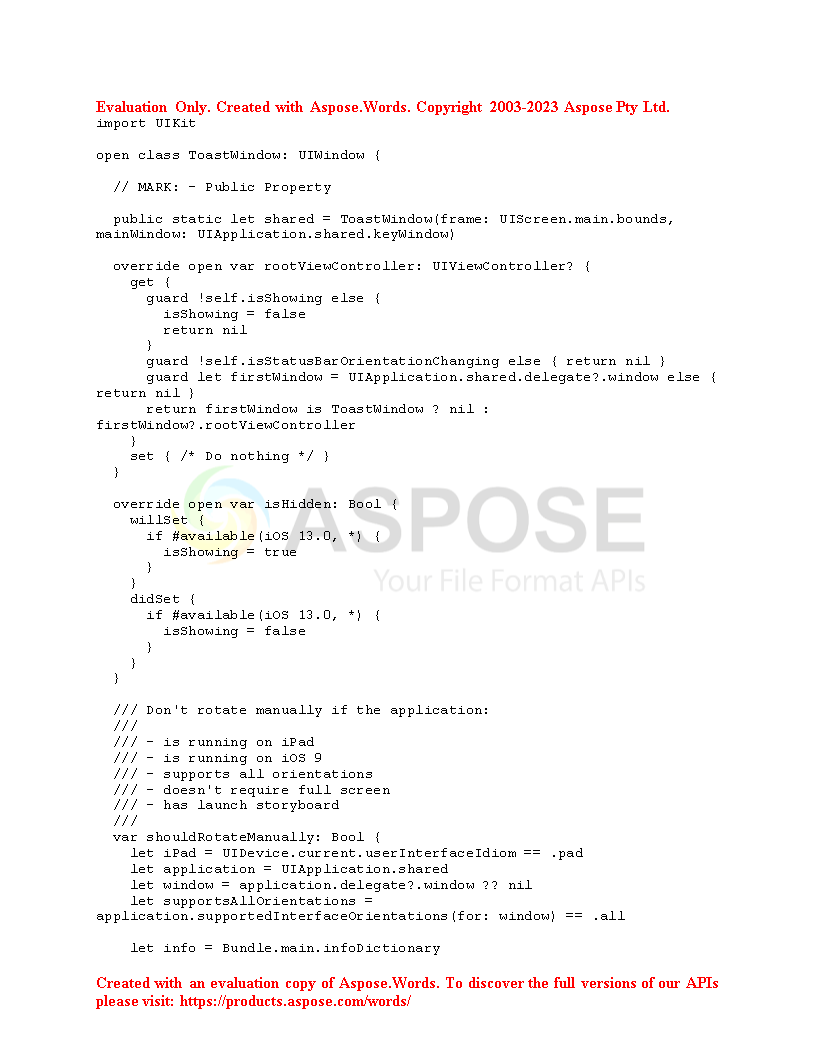 Evaluation Only. Created with Aspose.Words. Copyright 2003-2023 Aspose Pty Ltd.
import UIKit

open class ToastWindow: UIWindow {

  // MARK: - Public Property

  public static let shared = ToastWindow(frame: UIScreen.main.bounds,
mainWindow: UIApplication.shared.keyWindow)

  override open var rootViewController: UIViewController? {
    get {
      guard !self.isShowing else {
        isShowing = false
        return nil
      }
      guard !self.isStatusBarOrientationChanging else { return nil }
      guard let firstWindow = UIApplication.shared.delegate?.window else {
return nil }
      return firstWindow is ToastWindow ? nil :
firstWindow?.rootViewController
    }
    set { /* Do nothing */ }
  }

  override open var isHidden: Bool {
    willSet {
      if #available(iOS 13.0, *) {
        isShowing = true
      }
    }
    didSet {
      if #available(iOS 13.0, *) {
        isShowing = false
      }
    }
  }
ASPOSE
Your File Format APIs

  /// Don't rotate manually if the application:
  ///
  /// - is running on iPad
  /// - is running on iOS 9
  /// - supports all orientations
  /// - doesn't require full screen
  /// - has launch storyboard
  ///
  var shouldRotateManually: Bool {
    let iPad = UIDevice.current.userInterfaceIdiom == .pad
    let application = UIApplication.shared
    let window = application.delegate?.window ?? nil
    let supportsAllOrientations =
application.supportedInterfaceOrientations(for: window) == .all

    let info = Bundle.main.infoDictionary

Created with an evaluation copy of Aspose.Words. To discover the full versions of our APIs
please visit: https://products.aspose.com/words/